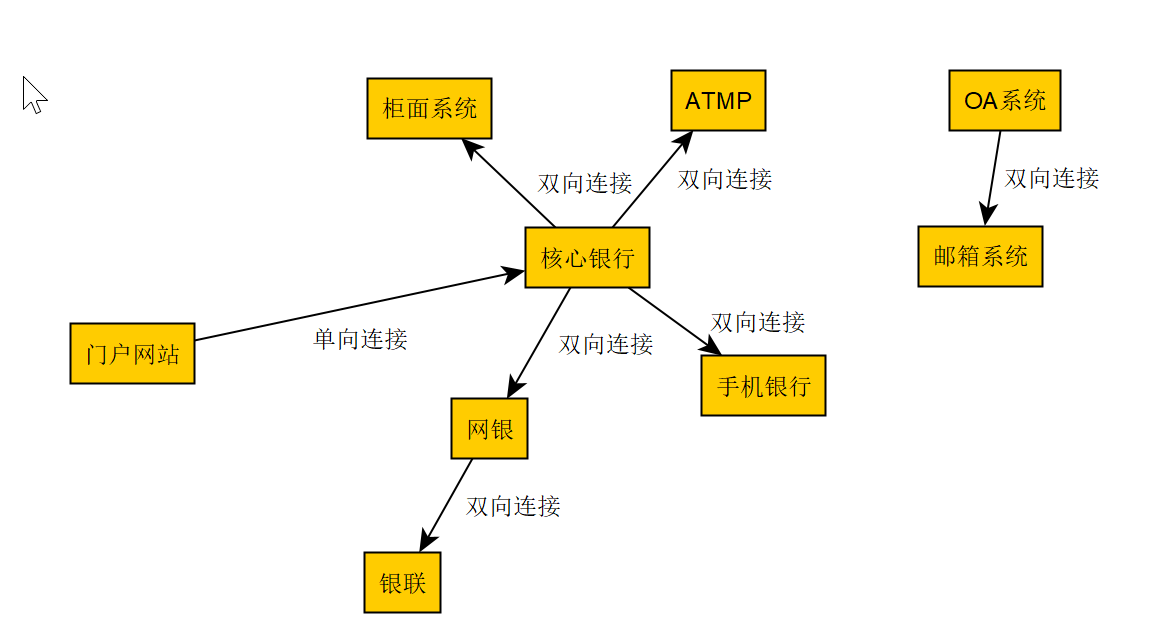 柜面系统
ATMP
OA系统
双向连接
双向连接
双向连接
核心银行
邮箱系统
单向连接
双向连接
双向连接
门户网站
手机银行
网银
双向连接
银联